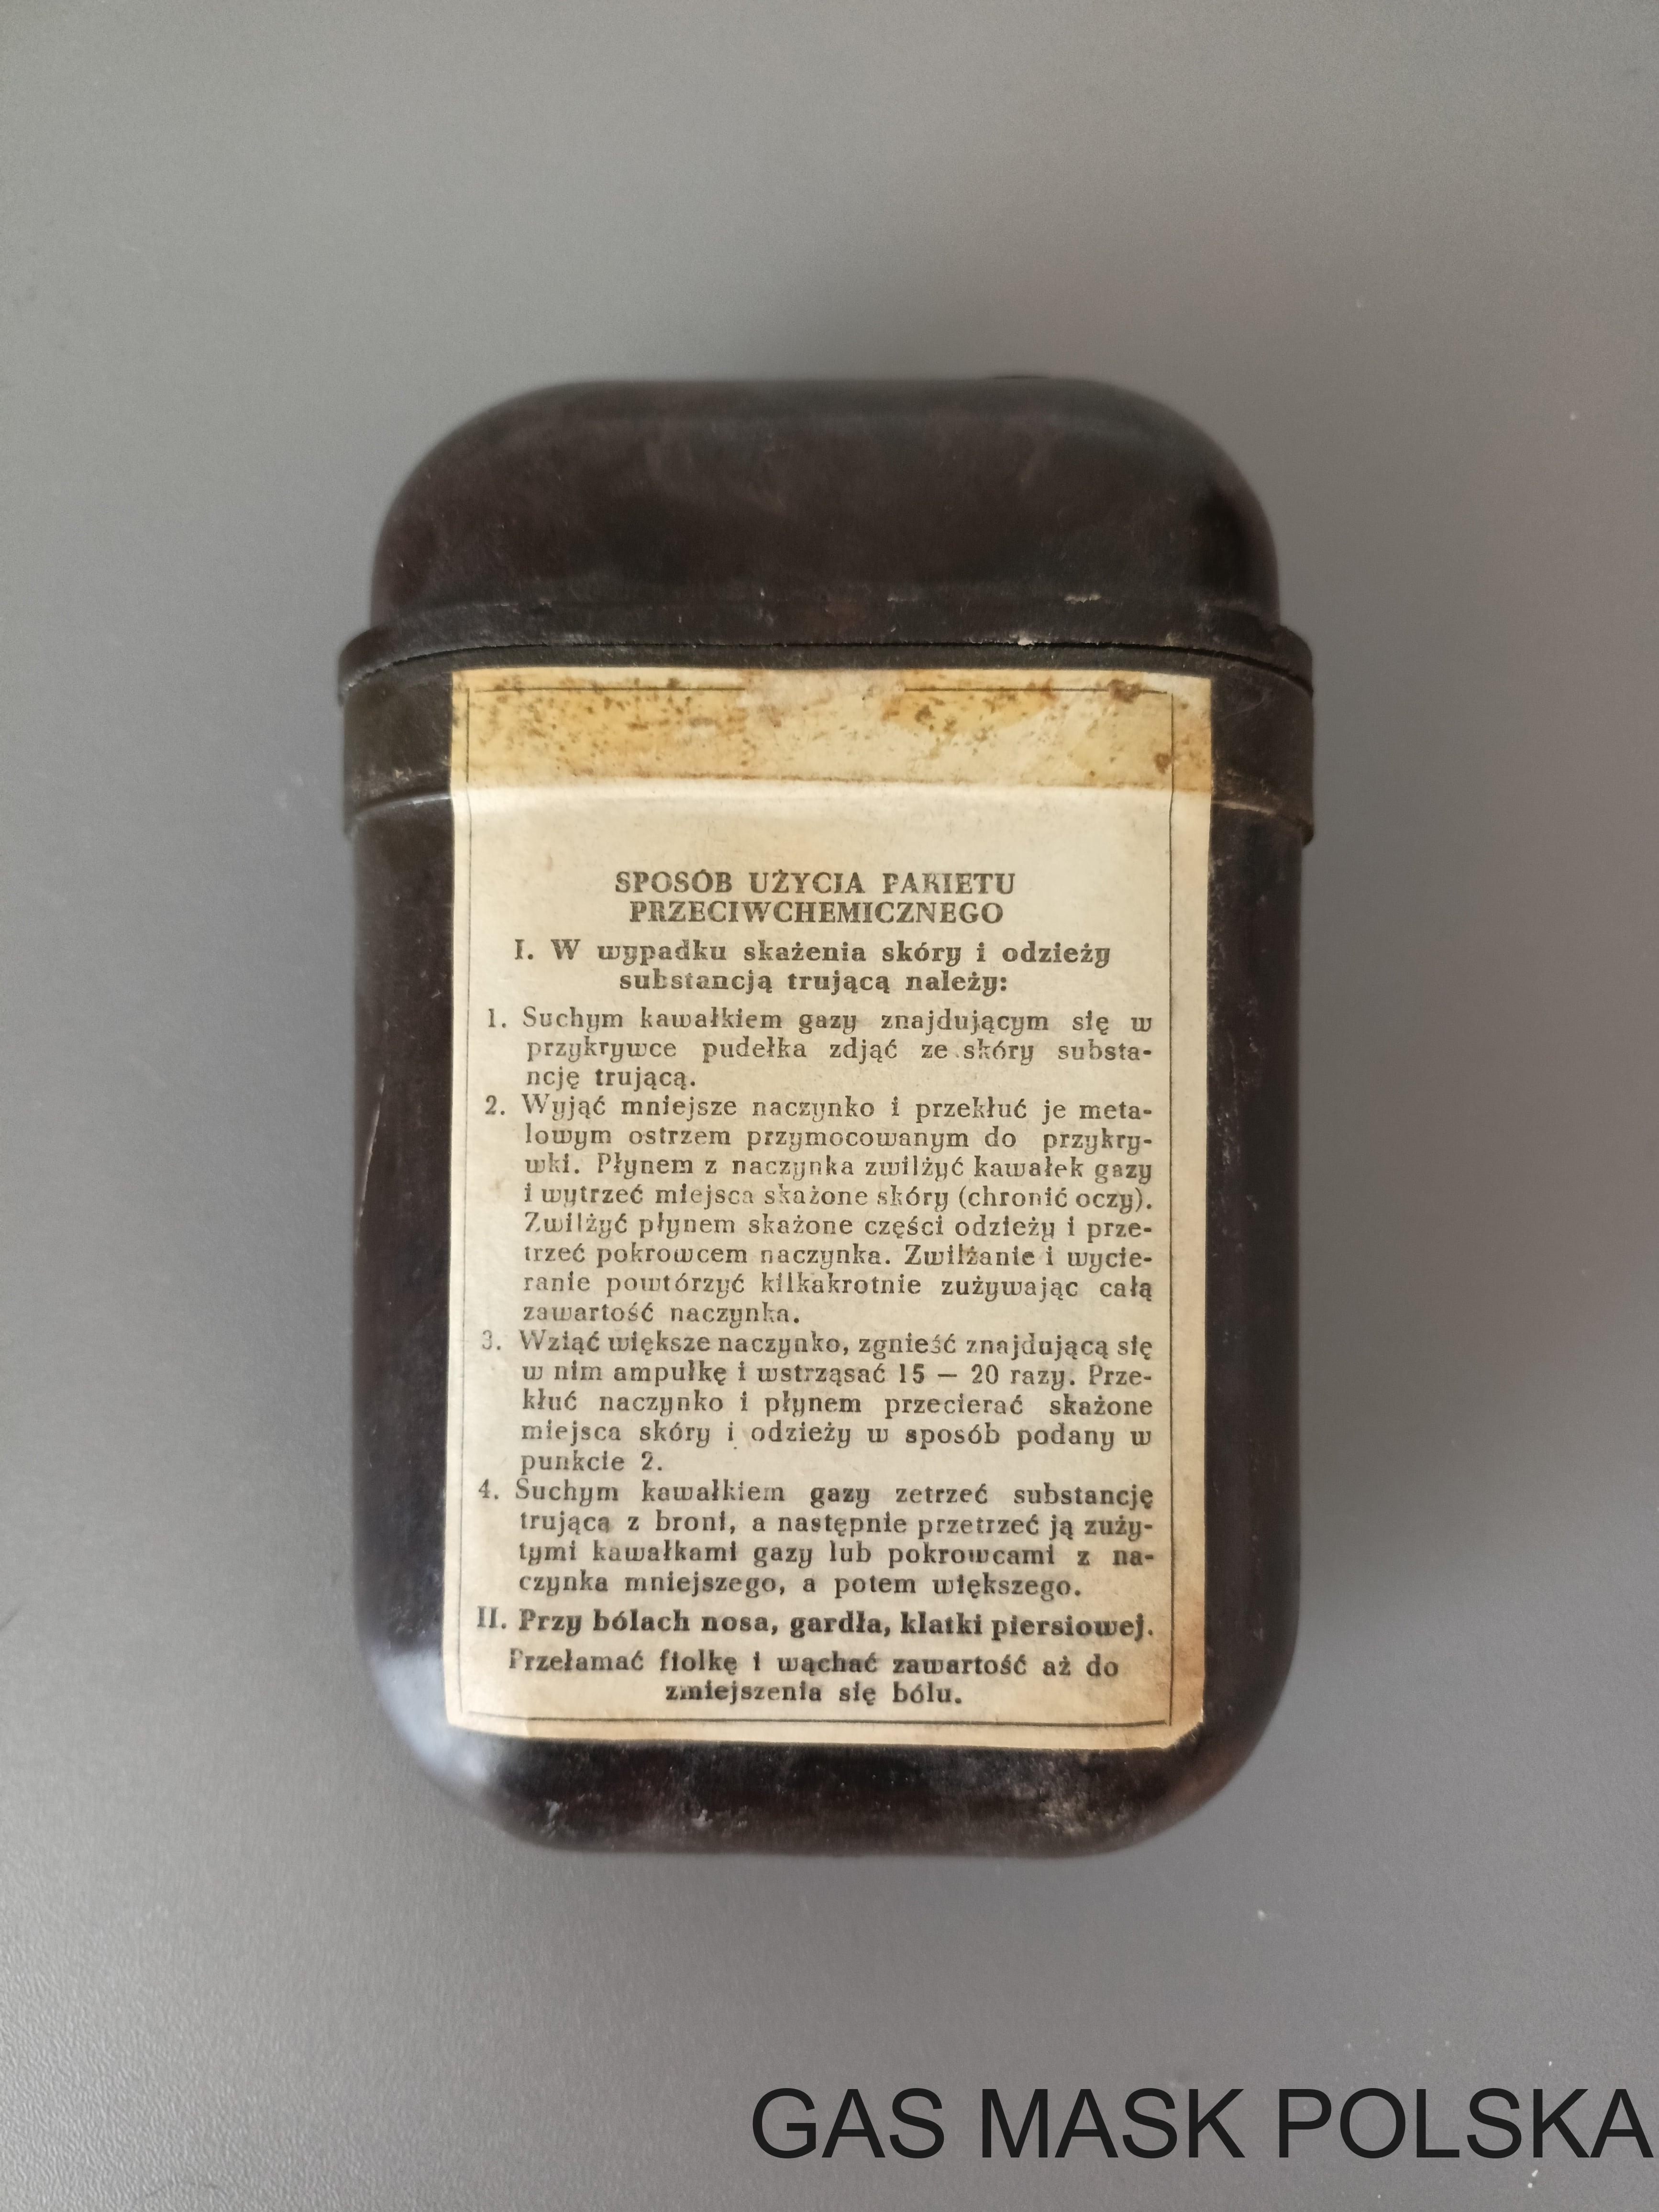 SPOSÓB UŻYCIA PAKIETU
PRZECIWCHEMICZNEGO
I. W wypadku skażenia skóry i odzieży
substancją trującą należy:
1. Suchym kawałkiem gazy znajdującym się w
przykrywce pudełka zdjąć ze skóry substa-
ncję trującą.
2. Wyjąć mniejsze naczynko i przekłuć je meta-
lowym ostrzem przymocowanym do przykry-
wki. Płynem z naczynka zwilżyć kawałek gazy
i wytrzeć miejsca skażone skóry (chronić oczy).
Zwilżyć płynem skażone części odzieży i prze-
trzeć pokrowcem naczynka. Zwilżanie i wycie-
ranie powtórzyć kilkakrotnie zużywając całą
zawartość naczynka.
3. Wziąć większe naczynko, zgnieść znajdującą się
w nim ampułkę i wstrząsać 15 — 20 razy. Prze-
kłuć naczynko i płynem przecierać skażone
miejsca skóry i odzieży w sposób podany w
punkcie 2.
4. Suchym kawałkiem gazy zetrzeć substancję
trującą z broni, a następnie przetrzeć ją zuży-
tymi kawałkami gazy lub pokrowcami z na-
czynka mniejszego, a potem większego.
II. Przy bólach nosa, gardła, klatki piersiowej.
Przełamać fiolkę i wąchać zawartość aż do
zmiejszenia się bólu.
GAS MASK POLSKA